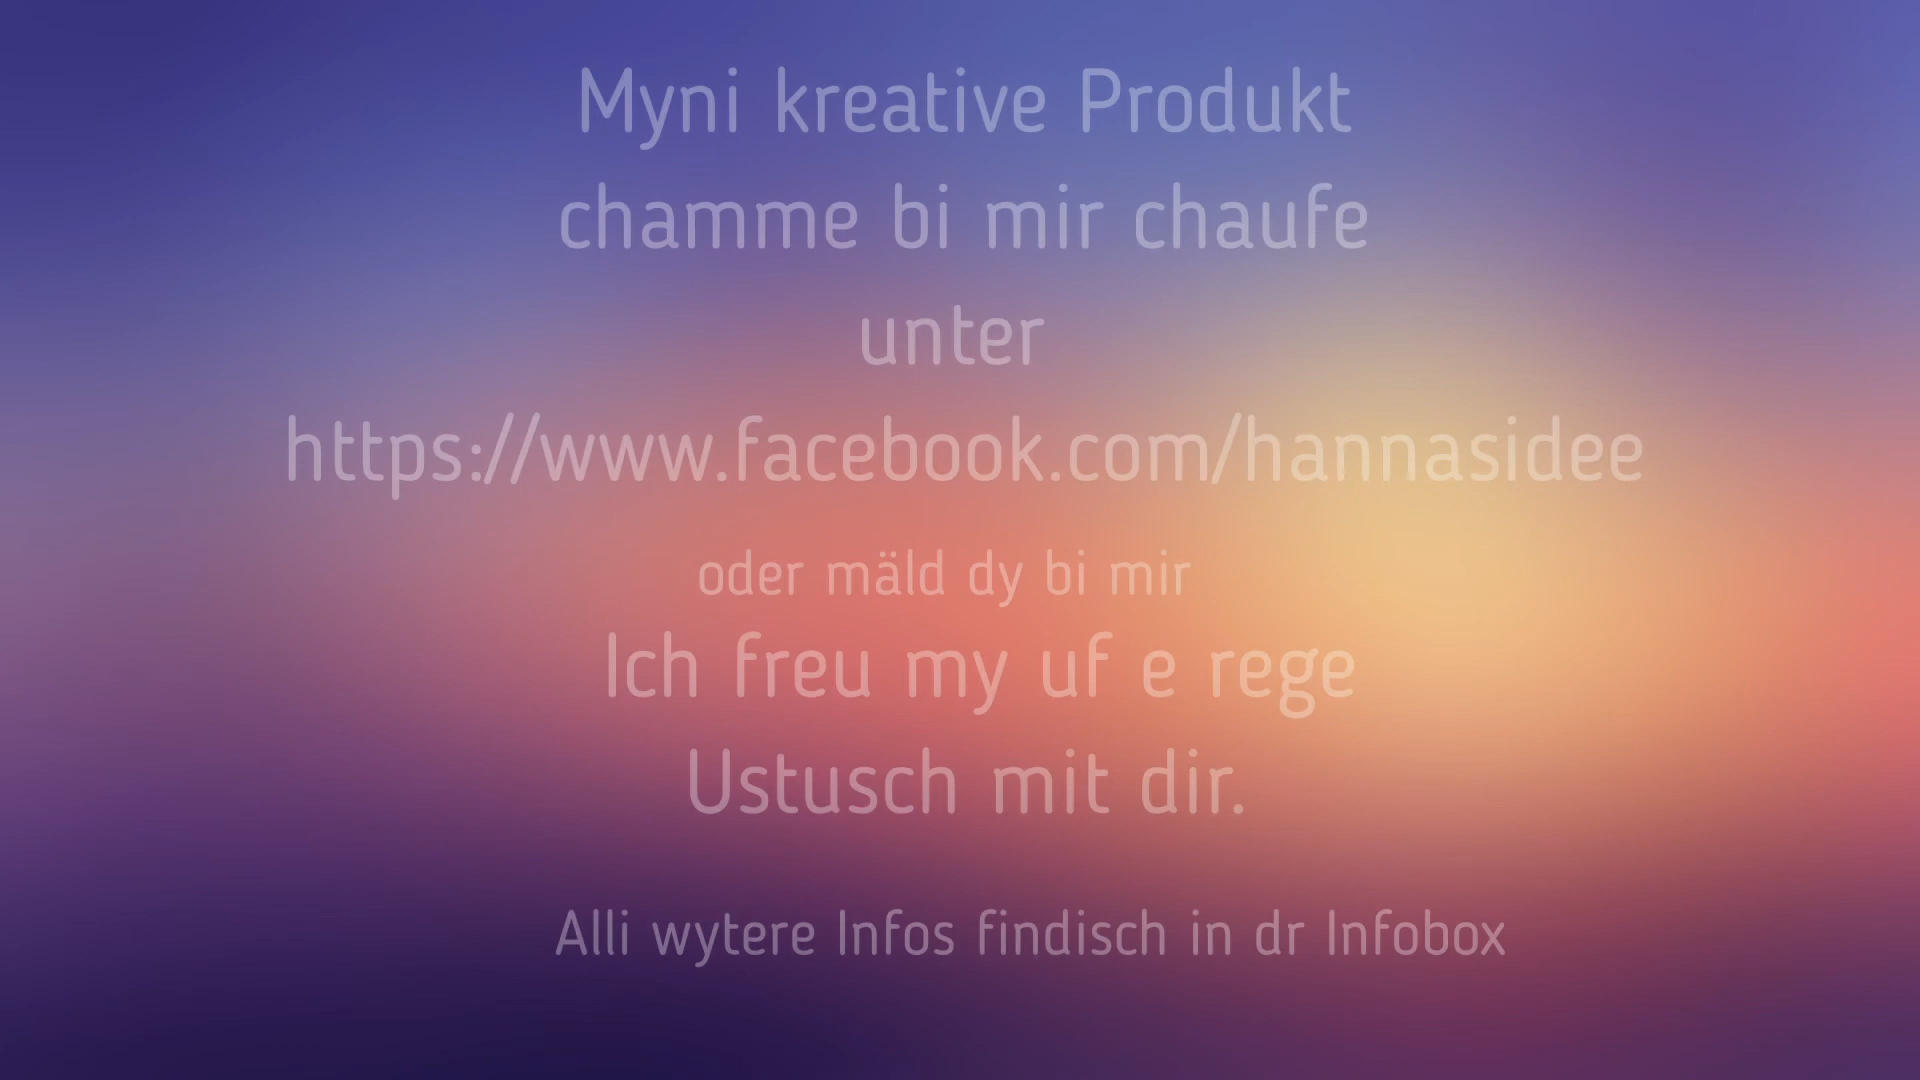 Myni kreative Produkt
chamme bi mir chaufe
unter
https://www.facebook.com/hannasidee
oder mäld dy bi mir
Ich freu my uf e rege
Ustusch mit dir.
Alli wytere Infos findisch in dr Infobox